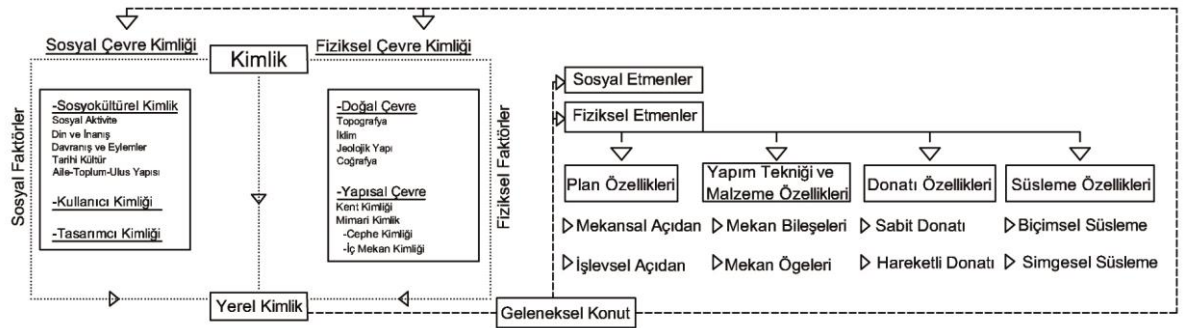 Sosyal Çevre Kimliği
Fiziksel Çevre Kimliği
Kimlik
Sosyal Faktörler
-Sosyokültürel Kimlik
Sosyal Aktivite
Din ve İnanış
Davranış ve Eylemler
Tarihi Kültür
Aile-Toplum-Ulus Yapısı
-Kullanıcı Kimliği
-Tasarımcı Kimliği
-Doğal Çevre
Topografya
İklim
Jeolojik Yapı
Coğrafya
-Yapısal Çevre
Kent Kimliği
Mimari Kimlik
-Cephe Kimliği
-İç Mekan Kimliği
Fiziksel Faktörler
Yerel Kimlik
Geleneksel Konut
Sosyal Etmenler
Fiziksel Etmenler
Plan Özellikleri
Mekansal Açıdan
İşlevsel Açıdan
Yapım Tekniği ve
Malzeme Özellikleri
Mekan Bileşeleri
Mekan Ögeleri
Donatı Özellikleri
Sabit Donatı
Hareketli Donatı
Süsleme Özellikleri
Biçimsel Süsleme
Simgesel Süsleme